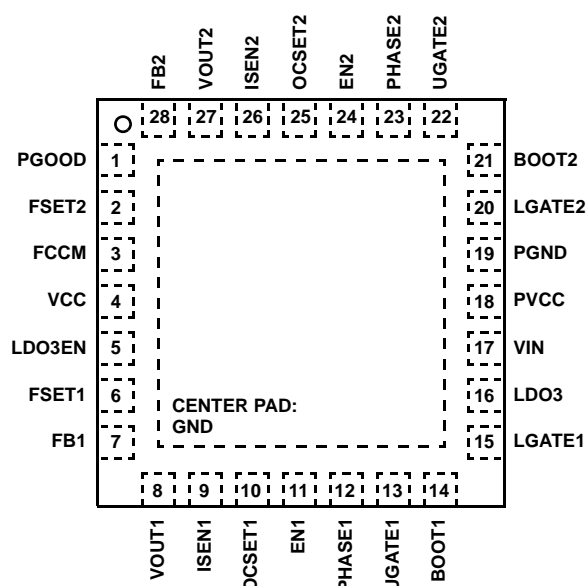 FB2
VOUT2
ISEN2
OCSET2
EN2
PHASE2
UGATE2
28
27
26
25
24
23
22
PGOOD 1
FSET2 2
FCCM 3
VCC 4
LDO3EN 5
FSET1 6
FB1 7
21 BOOT2
20 LGATE2
19 PGND
18 PVCC
17 VIN
16 LDO3
15 LGATE1
CENTER PAD:
GND
8
9
10
11
12
13
14
VOUT1
ISEN1
OCSET1
EN1
PHASE1
UGATE1
BOOT1